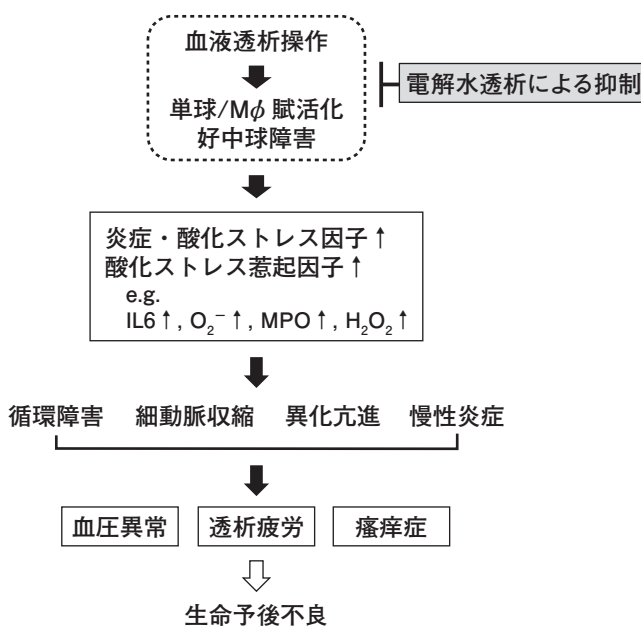 血液透析操作
単球/Mφ 賦活化
好中球障害
電解水透析による抑制
炎症・酸化ストレス因子↑
酸化ストレス惹起因子↑
e.g.
IL6↑, O₂⁻↑, MPO↑, H₂O₂↑
循環障害 細動脈収縮 異化亢進 慢性炎症
血圧異常 透析疲労 瘙痒症
生命予後不良